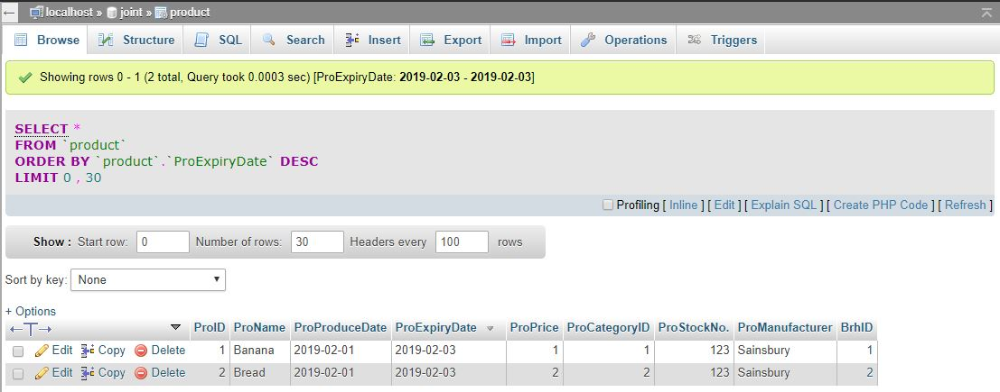 localhost » joint » product
Browse Structure SQL Search Insert Export Import Operations Triggers
Showing rows 0 - 1 (2 total, Query took 0.0003 sec) [ProExpiryDate: 2019-02-03 - 2019-02-03]
SELECT *
FROM `product`
ORDER BY `product`.`ProExpiryDate` DESC
LIMIT 0 , 30
Profiling [ Inline ] [ Edit ] [ Explain SQL ] [ Create PHP Code ] [ Refresh ]
Show : Start row: 0 Number of rows: 30 Headers every 100 rows
Sort by key: None
+ Options
ProID ProName ProProduceDate ProExpiryDate ProPrice ProCategoryID ProStockNo. ProManufacturer BrhID
Edit Copy Delete 1 Banana 2019-02-01 2019-02-03 1 1 123 Sainsbury 1
Edit Copy Delete 2 Bread 2019-02-01 2019-02-03 2 2 123 Sainsbury 2